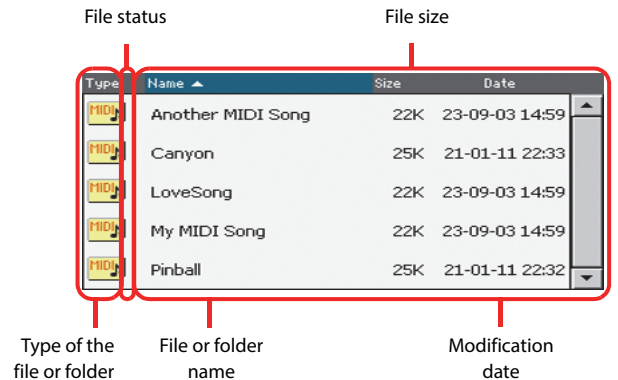 File status
File size
Type Name Size Date
MIDI Another MIDI Song 22K 23-09-03 14:59
MIDI Canyon 25K 21-01-11 22:33
MIDI LoveSong 22K 23-09-03 14:59
MIDI My MIDI Song 22K 23-09-03 14:59
MIDI Pinball 25K 21-01-11 22:32
Type of the
file or folder
File or folder
name
Modification
date